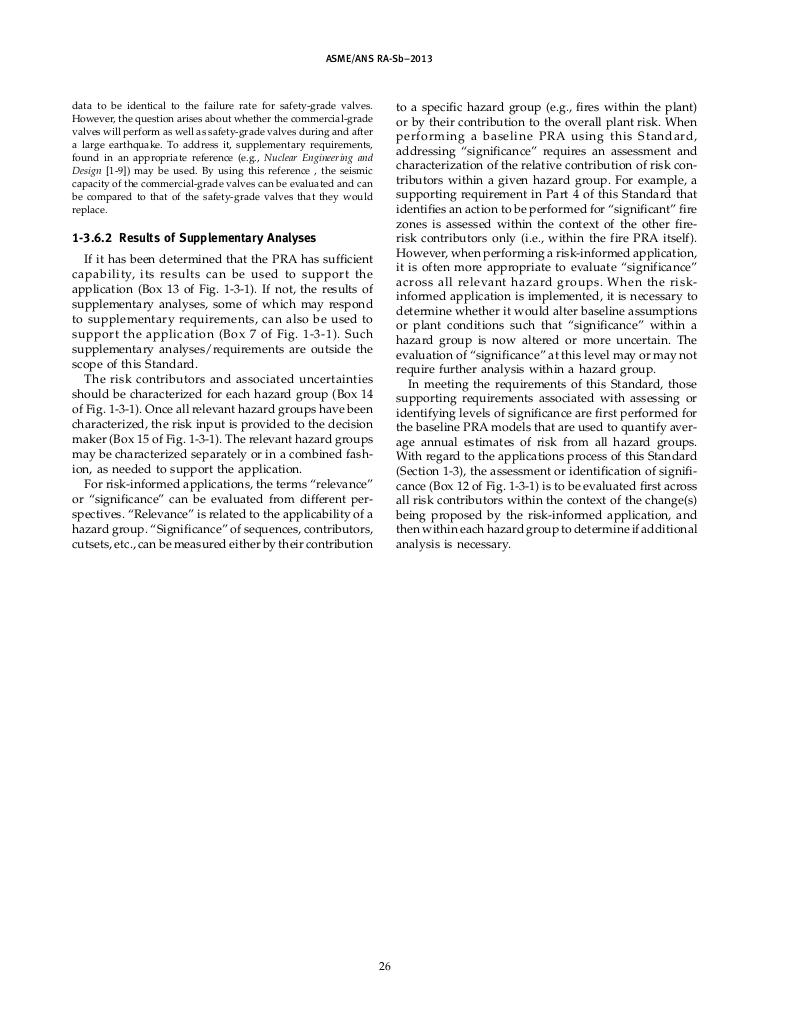 ASME/ANS RA-Sb–2013
data to be identical to the failure rate for safety-grade valves.
However, the question arises about whether the commercial-grade
valves will perform as well as safety-grade valves during and after
a large earthquake. To address it, supplementary requirements,
found in an appropriate reference (e.g., Nuclear Engineering and
Design [1-9]) may be used. By using this reference , the seismic
capacity of the commercial-grade valves can be evaluated and can
be compared to that of the safety-grade valves that they would
replace.
1-3.6.2 Results of Supplementary Analyses
If it has been determined that the PRA has sufficient
capability, its results can be used to support the
application (Box 13 of Fig. 1-3-1). If not, the results of
supplementary analyses, some of which may respond
to supplementary requirements, can also be used to
support the application (Box 7 of Fig. 1-3-1). Such
supplementary analyses/requirements are outside the
scope of this Standard.
The risk contributors and associated uncertainties
should be characterized for each hazard group (Box 14
of Fig. 1-3-1). Once all relevant hazard groups have been
characterized, the risk input is provided to the decision
maker (Box 15 of Fig. 1-3-1). The relevant hazard groups
may be characterized separately or in a combined fash-
ion, as needed to support the application.
For risk-informed applications, the terms “relevance”
or “significance” can be evaluated from different per-
spectives. “Relevance” is related to the applicability of a
hazard group. “Significance” of sequences, contributors,
cutsets, etc., can be measured either by their contribution
to a specific hazard group (e.g., fires within the plant)
or by their contribution to the overall plant risk. When
performing a baseline PRA using this Standard,
addressing “significance” requires an assessment and
characterization of the relative contribution of risk con-
tributors within a given hazard group. For example, a
supporting requirement in Part 4 of this Standard that
identifies an action to be performed for “significant” fire
zones is assessed within the context of the other fire-
risk contributors only (i.e., within the fire PRA itself).
However, when performing a risk-informed application,
it is often more appropriate to evaluate “significance”
across all relevant hazard groups. When the risk-
informed application is implemented, it is necessary to
determine whether it would alter baseline assumptions
or plant conditions such that “significance” within a
hazard group is now altered or more uncertain. The
evaluation of “significance” at this level may or may not
require further analysis within a hazard group.
In meeting the requirements of this Standard, those
supporting requirements associated with assessing or
identifying levels of significance are first performed for
the baseline PRA models that are used to quantify aver-
age annual estimates of risk from all hazard groups.
With regard to the applications process of this Standard
(Section 1-3), the assessment or identification of signifi-
cance (Box 12 of Fig. 1-3-1) is to be evaluated first across
all risk contributors within the context of the change(s)
being proposed by the risk-informed application, and
then within each hazard group to determine if additional
analysis is necessary.
26